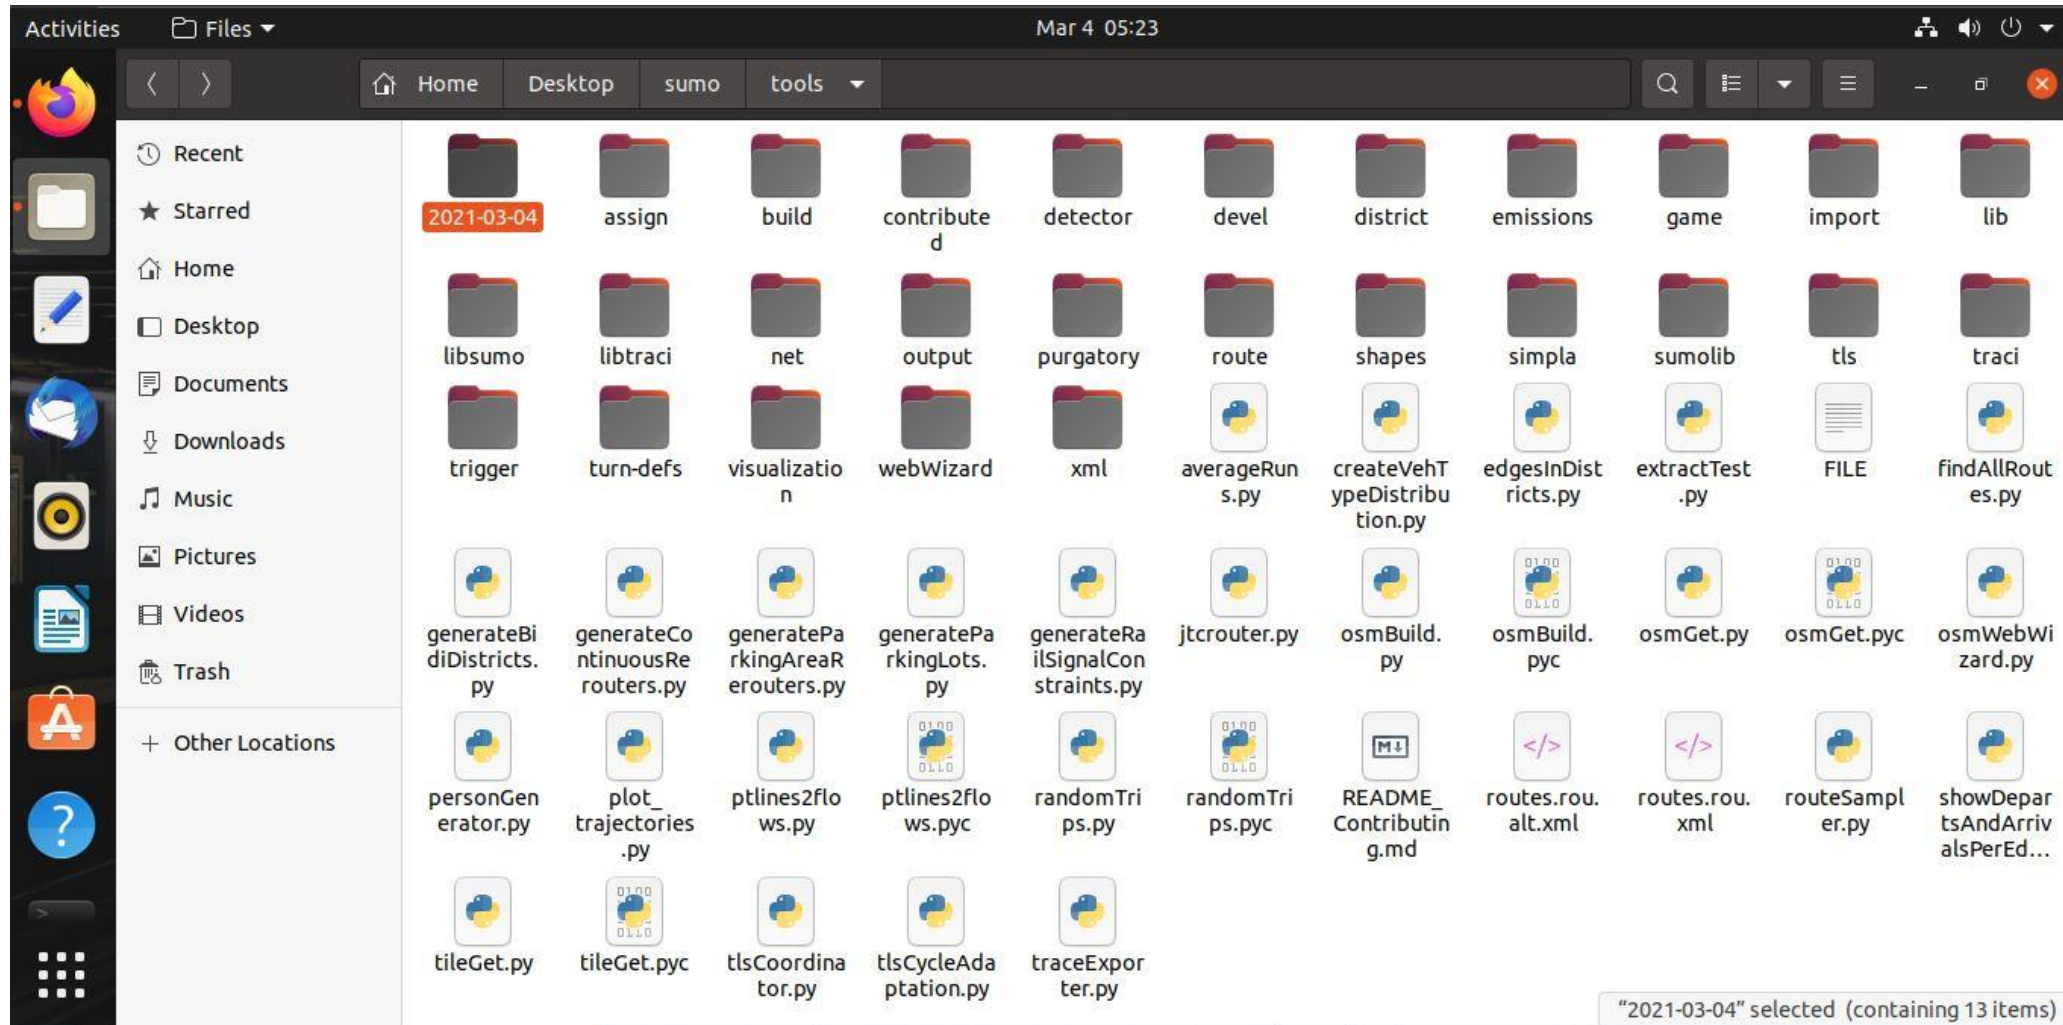 Activities Files Mar 4 05:23
Home Desktop sumo tools
Recent
Starred
Home
Desktop
Documents
Downloads
Music
Pictures
Videos
Trash
+ Other Locations
2021-03-04 assign build contribute detector devel district emissions game import lib
d
libsumo libtraci net output purgatory route shapes simpla sumolib tls traci
trigger turn-defs visualizatio webWizard xml averageRun createVehT edgesInDist extractTest FILE findAllRout
n s.py ypeDistribu ricts.py .py es.py
tion.py
generateBi generateCo generatePa generatePa generateRa jtcrouter.py osmBuild. osmBuild. osmGet.py osmGet.pyc osmWebWi
diDistricts. ntinuousRe rkingAreaR rkingLots. ilSignalCon py pyc zard.py
py routers.py erouters.py py straints.py
personGen plot_ ptlines2flo ptlines2flo randomTri randomTri README_ routes.rou. routes.rou. routeSampl showDepar
erator.py trajectories ws.py ws.pyc ps.py ps.pyc Contributin alt.xml xml er.py tsAndArriv
.py g.md alsPerEd...
tileGet.py tileGet.pyc tlsCoordina tlsCycleAda traceExpor
tor.py ptation.py ter.py
"2021-03-04" selected (containing 13 items)